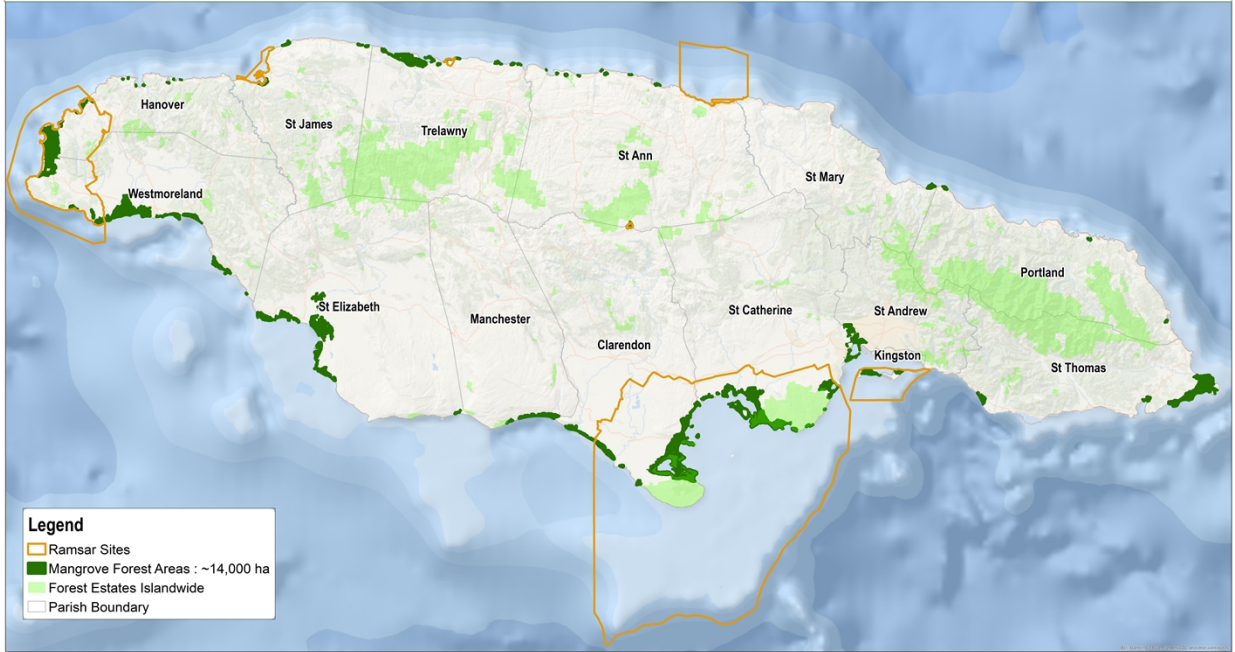 Hanover
St James
Trelawny
St Ann
St Mary
Westmoreland
St Elizabeth
Manchester
Clarendon
St Catherine
St Andrew
Kingston
Portland
St Thomas
Legend
Ramsar Sites
Mangrove Forest Areas : ~14,000 ha
Forest Estates Islandwide
Parish Boundary